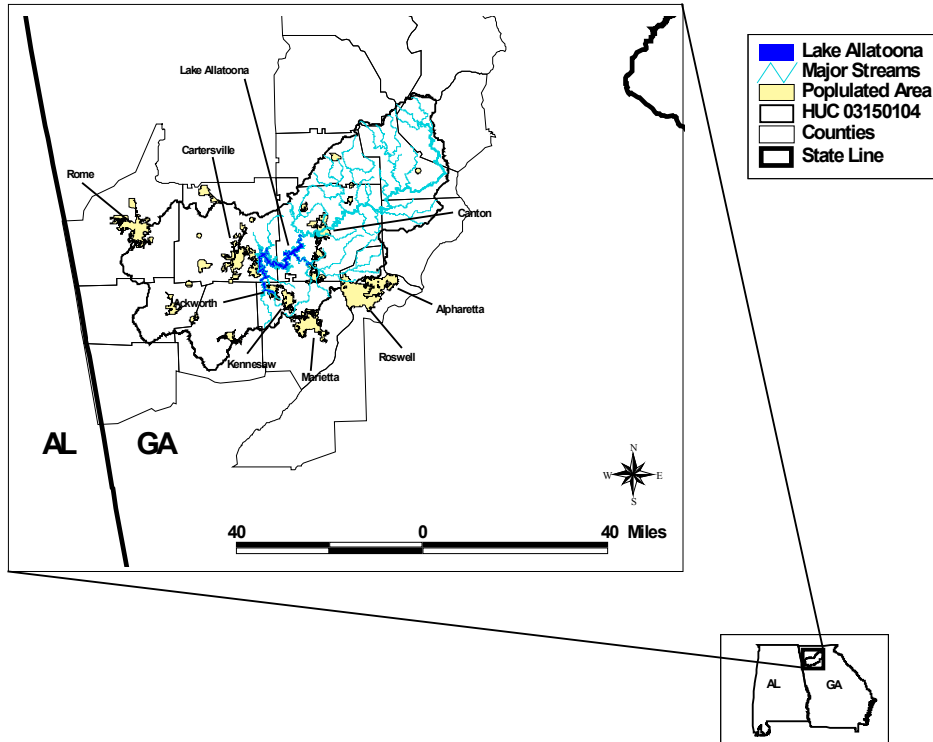 Lake Allatoona
Cartersville
Rome
Canton
Ackworth
Alpharetta
Kennesaw
Marietta
Roswell
AL
GA
N
W
E
S
40
0
40 Miles
Lake Allatoona
Major Streams
Poplulated Area
HUC 03150104
Counties
State Line
AL
GA